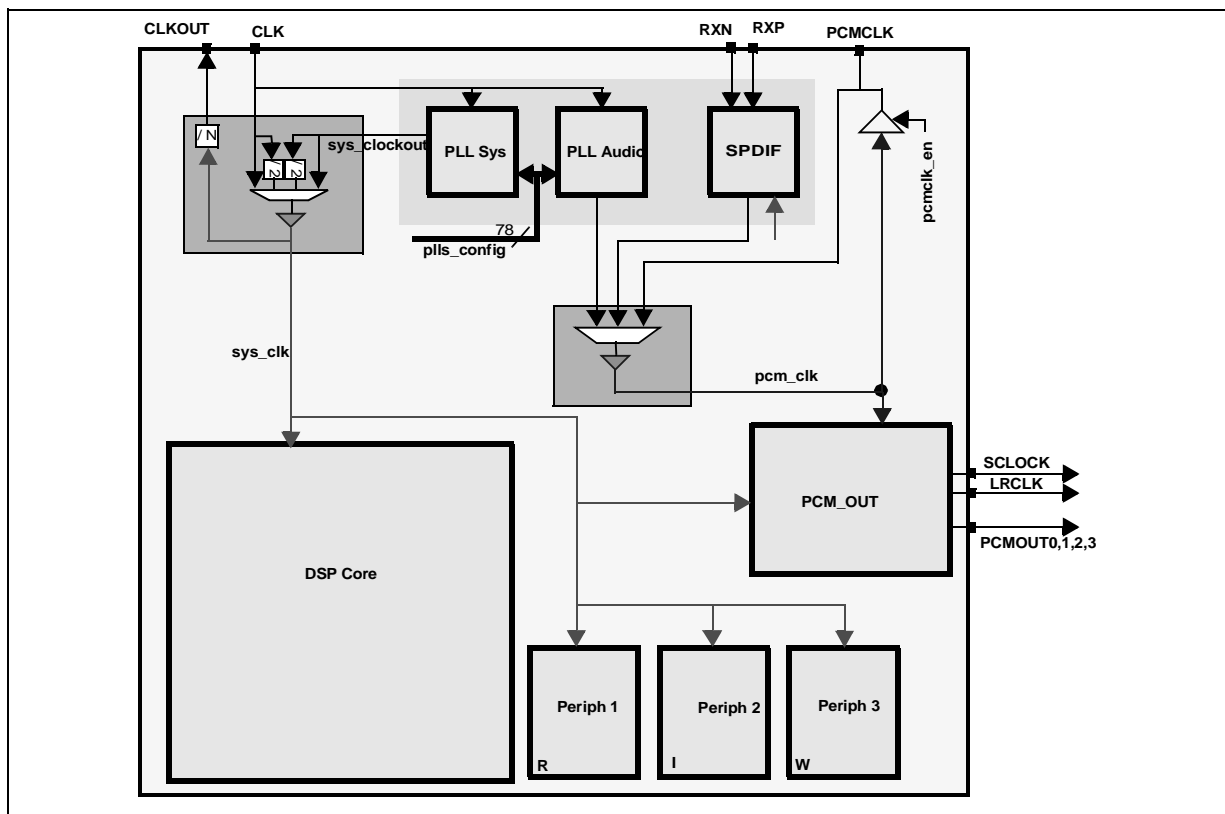 CLKOUT
CLK
RXN
RXP
PCMCLK
/ N
/ 2
/ 2
sys_clockout
PLL Sys
PLL Audio
SPDIF
pcmclk_en
78
plls_config
sys_clk
pcm_clk
SCLOCK
LRCLK
PCM_OUT
PCMOUT0,1,2,3
DSP Core
Periph 1
Periph 2
Periph 3
R
I
W